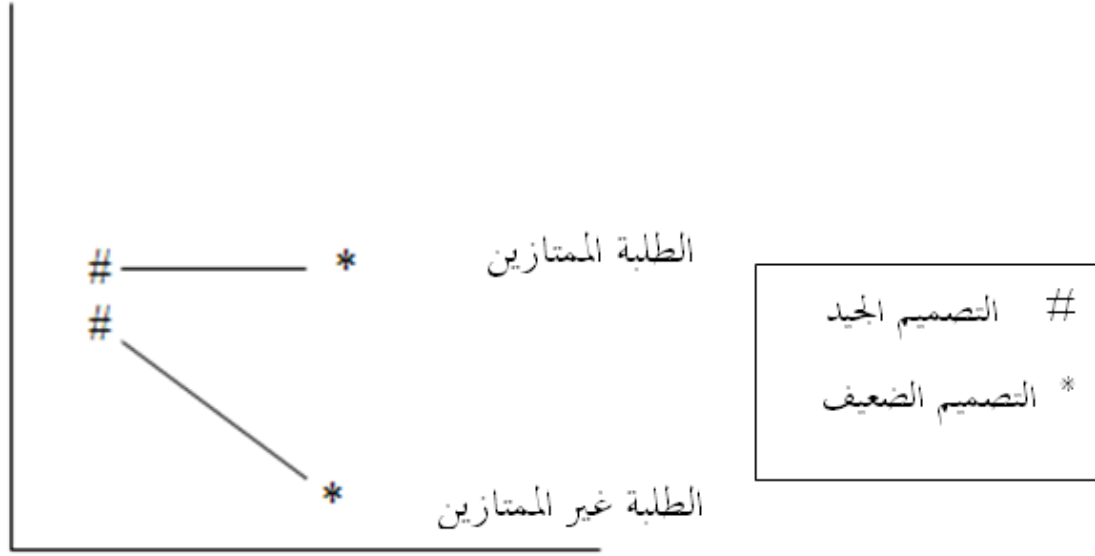 # * الطلبة الممتازين
#
* الطلبة غير الممتازين
# التصميم الجيد
* التصميم الضعيف